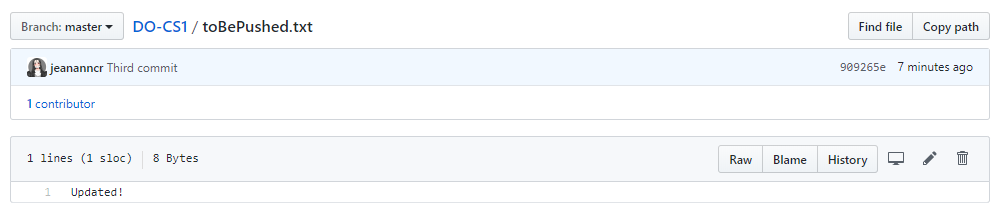 Branch: master DO-CS1 / toBePushed.txt Find file Copy path
jeananncr Third commit 909265e 7 minutes ago
1 contributor
1 lines (1 sloc) 8 Bytes Raw Blame History
1 Updated!